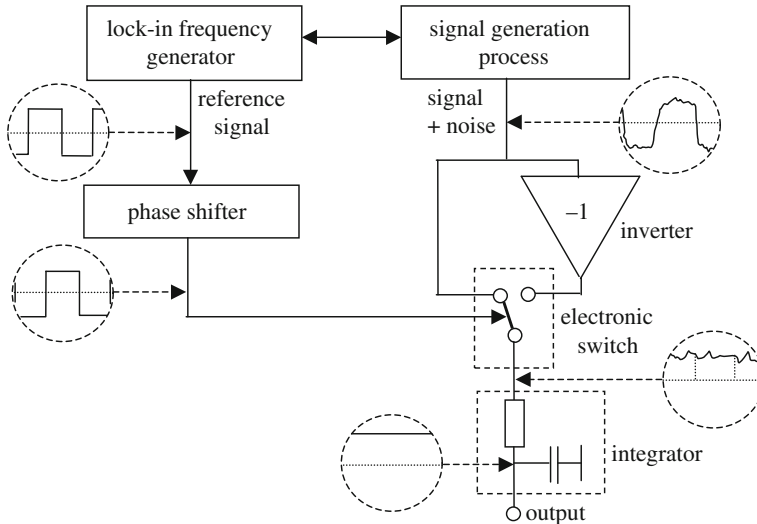 lock-in frequency
generator
signal generation
process
reference
signal
signal
+ noise
phase shifter
–1
inverter
electronic
switch
integrator
output